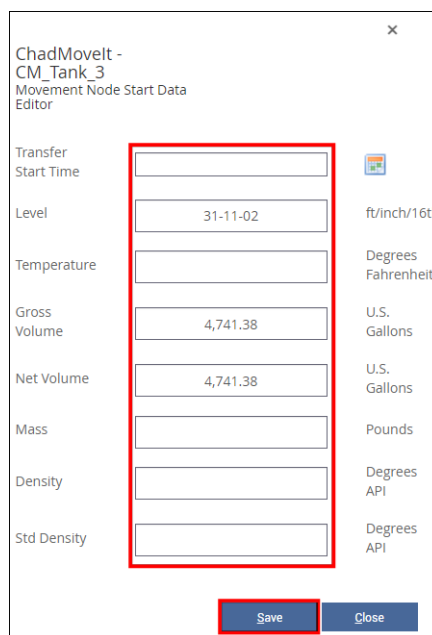 ×
ChadMoveIt -
CM_Tank_3
Movement Node Start Data
Editor
Transfer
Start Time
Level 31-11-02 ft/inch/16t
Temperature Degrees
Fahrenheit
Gross
Volume 4,741.38 U.S.
Gallons
Net Volume 4,741.38 U.S.
Gallons
Mass Pounds
Density Degrees
API
Std Density Degrees
API
Save Close